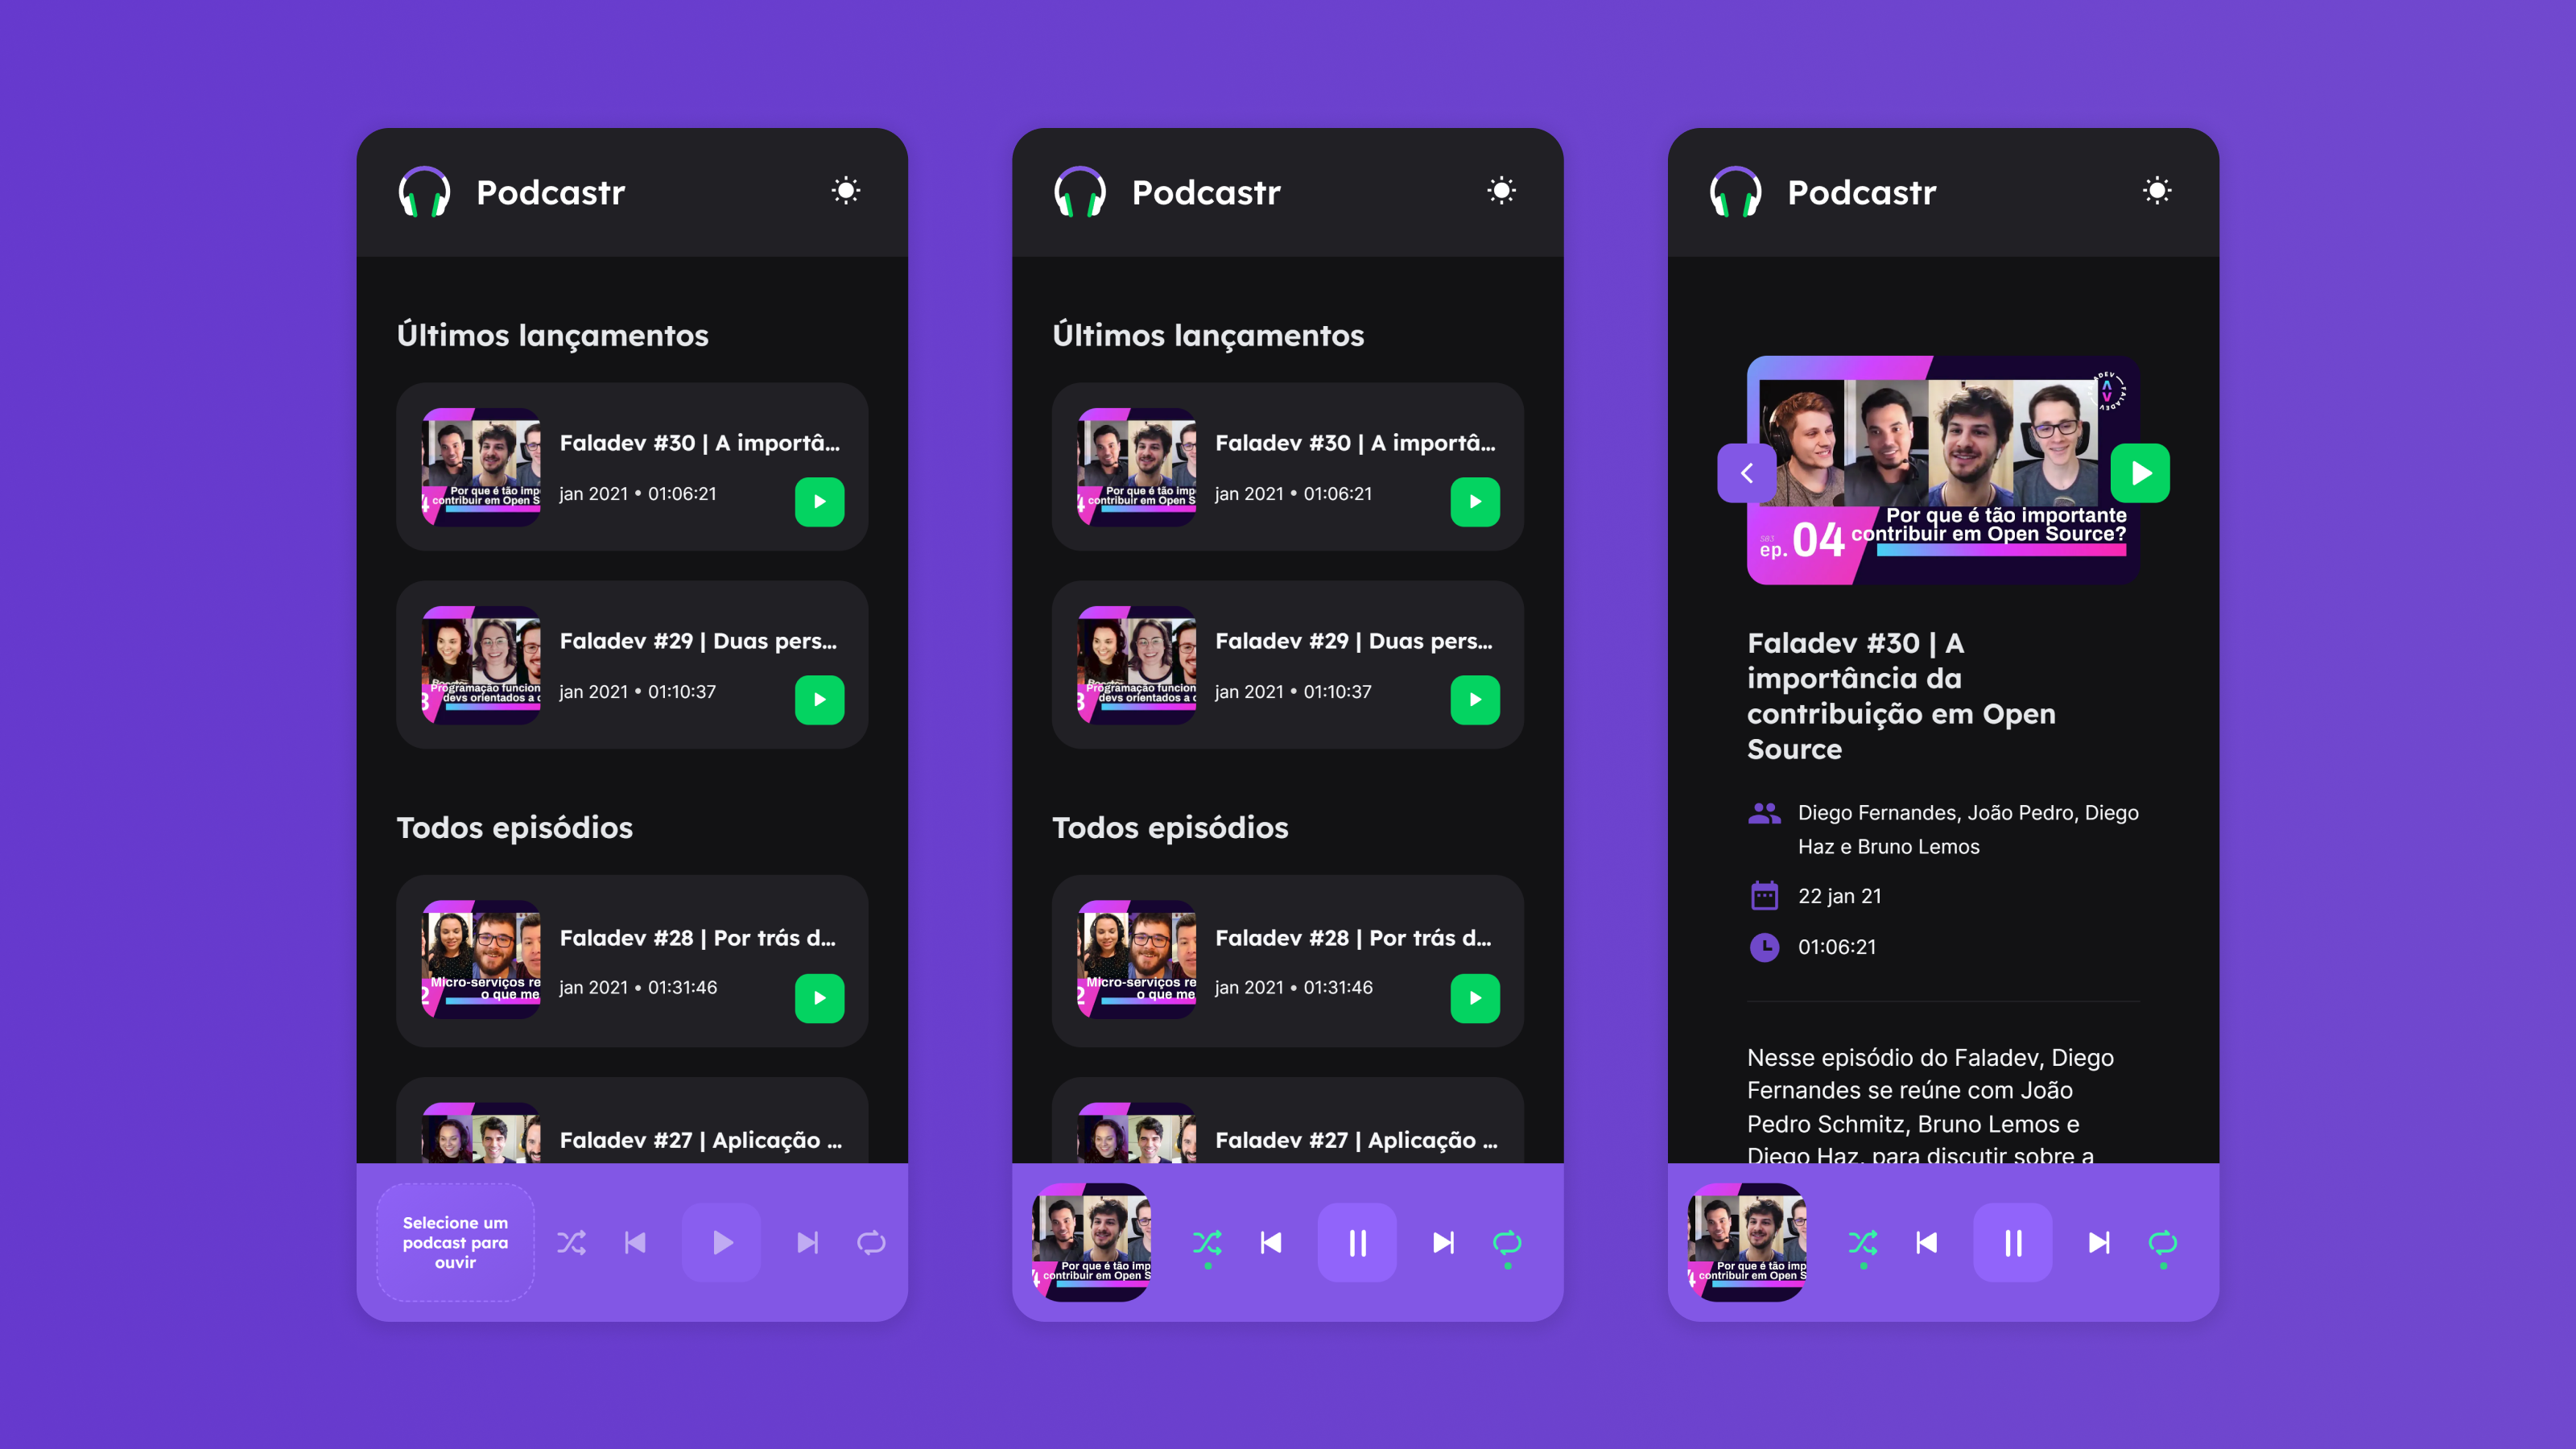 Podcastr
Últimos lançamentos
Faladev #30 | A importâ...
jan 2021 • 01:06:21
Por que é tão imp
contribuir em Open S
Faladev #29 | Duas pers...
jan 2021 • 01:10:37
Programação funcion
devs orientados a c
Todos episódios
Faladev #28 | Por trás d...
jan 2021 • 01:31:46
Micro-serviços re
o que me
Faladev #27 | Aplicação ...
Selecione um
podcast para
ouvir
Podcastr
Últimos lançamentos
Faladev #30 | A importâ...
jan 2021 • 01:06:21
Por que é tão imp
contribuir em Open S
Faladev #29 | Duas pers...
jan 2021 • 01:10:37
Programação funcion
devs orientados a c
Todos episódios
Faladev #28 | Por trás d...
jan 2021 • 01:31:46
Micro-serviços re
o que me
Faladev #27 | Aplicação ...
Por que é tão imp
contribuir em Open S
Podcastr
FALADEV
Por que é tão importante
contribuir em Open Source?
ep. 04
Faladev #30 | A
importância da
contribuição em Open
Source
Diego Fernandes, João Pedro, Diego
Haz e Bruno Lemos
22 jan 21
01:06:21
Nesse episódio do Faladev, Diego
Fernandes se reúne com João
Pedro Schmitz, Bruno Lemos e
Diego Haz, para discutir sobre a
Por que é tão imp
contribuir em Open S